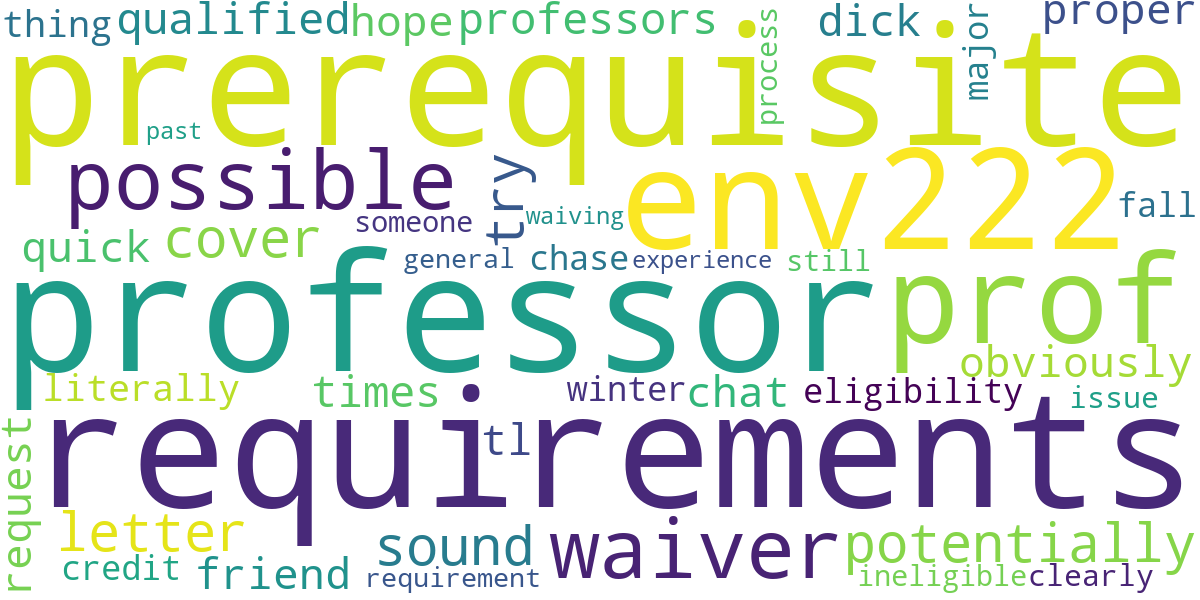 thing qualified hope professors process dick major proper
prerequisite
past
possible someone try waiving env222 fall
quick cover general chase experience still
professor prof
literally times winter chat eligibility obviously issue
requirements
tl
request letter sound waiver potentially
credit friend requirement ineligible clearly